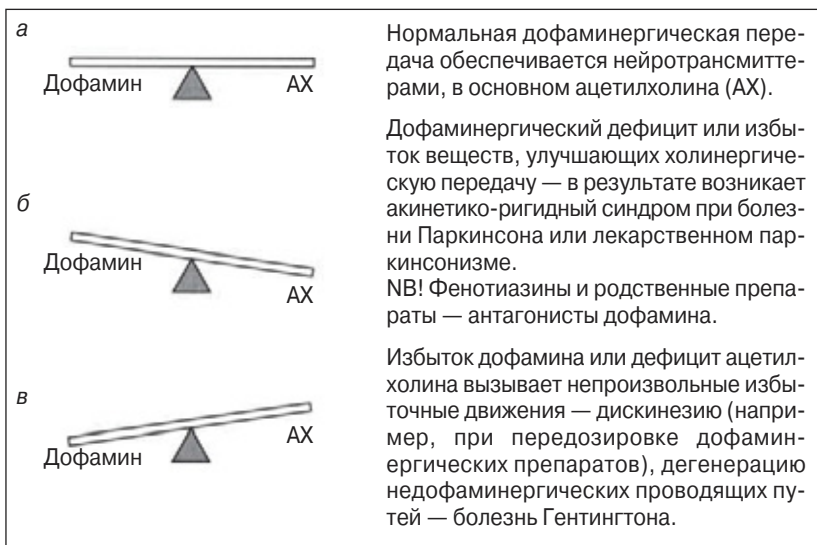 а
Дофамин
АХ
Нормальная дофаминергическая пере-
дача обеспечивается нейротрансмитте-
рами, в основном ацетилхолина (АХ).
б
Дофамин
АХ
Дофаминергический дефицит или избы-
ток веществ, улучшающих холинергиче-
скую передачу — в результате возникает
акинетико-ригидный синдром при болез-
ни Паркинсона или лекарственном пар-
кинсонизме.
NB! Фенотиазины и родственные препа-
раты — антагонисты дофамина.
в
Дофамин
АХ
Избыток дофамина или дефицит ацетил-
холина вызывает непроизвольные избы-
точные движения — дискинезию (напри-
мер, при передозировке дофамин-
ергических препаратов), дегенерацию
недофаминергических проводящих пу-
тей — болезнь Гентингтона.